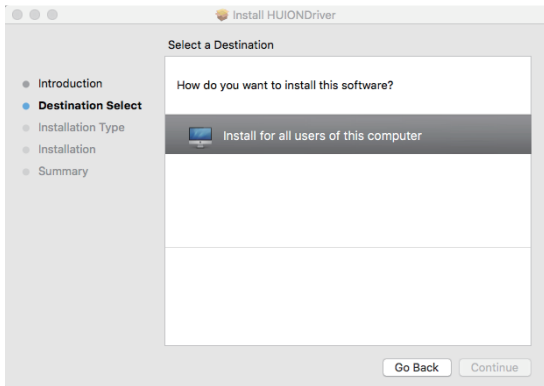 Install HUIONDriver
Select a Destination
Introduction
Destination Select
Installation Type
Installation
Summary
How do you want to install this software?
Install for all users of this computer
Go Back
Continue